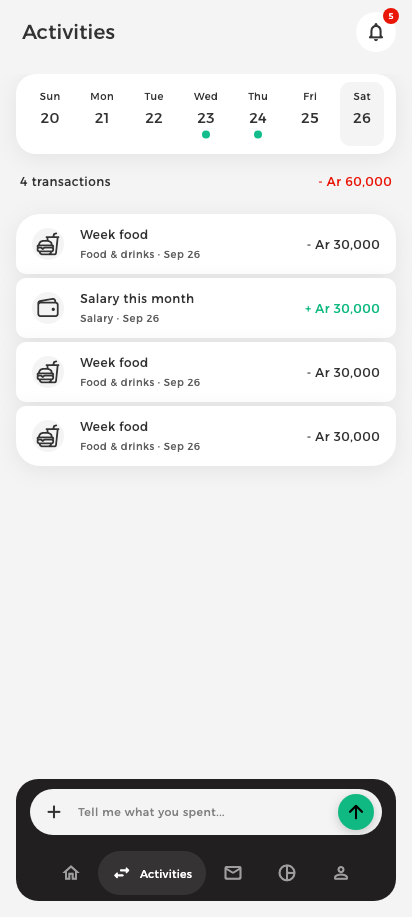 Activities
5
Sun Mon Tue Wed Thu Fri Sat
20 21 22 23 24 25 26
4 transactions - Ar 60,000
Week food
Food & drinks · Sep 26
- Ar 30,000
Salary this month
Salary · Sep 26
+ Ar 30,000
Week food
Food & drinks · Sep 26
- Ar 30,000
Week food
Food & drinks · Sep 26
- Ar 30,000
Tell me what you spent...
Activities